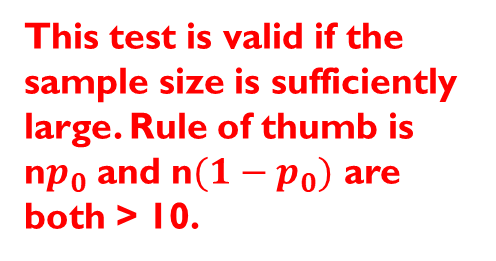 This test is valid if the
sample size is sufficiently
large. Rule of thumb is
np₀ and n(1 − p₀) are
both > 10.